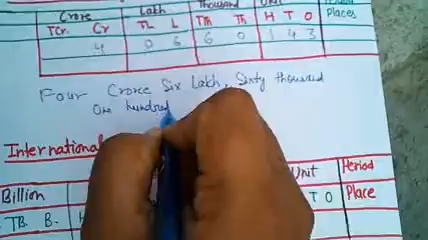 Crore Lakh Thousand Unit Period
TCr. Cr TL L TTh Th H T O Places
4 0 6 6 0 1 4 3
Four Crore Six Lakh, Sixty thousand
One hundred
International
Unit Period
Billion T O Place
TB. B. H